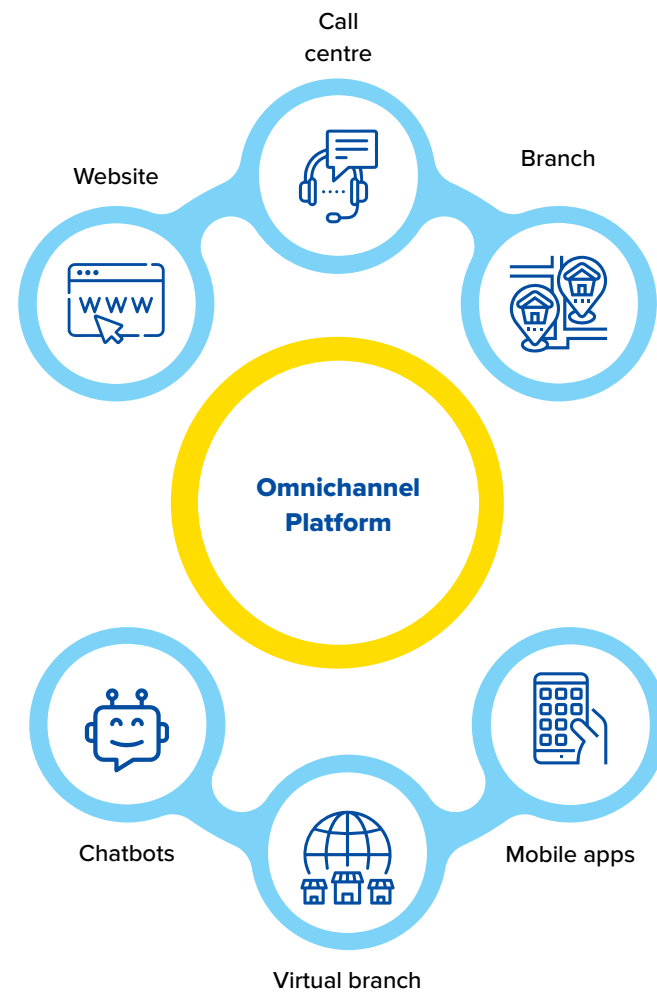 Call
centre
Website
Branch
WWW
Omnichannel
Platform
Chatbots
Mobile apps
Virtual branch